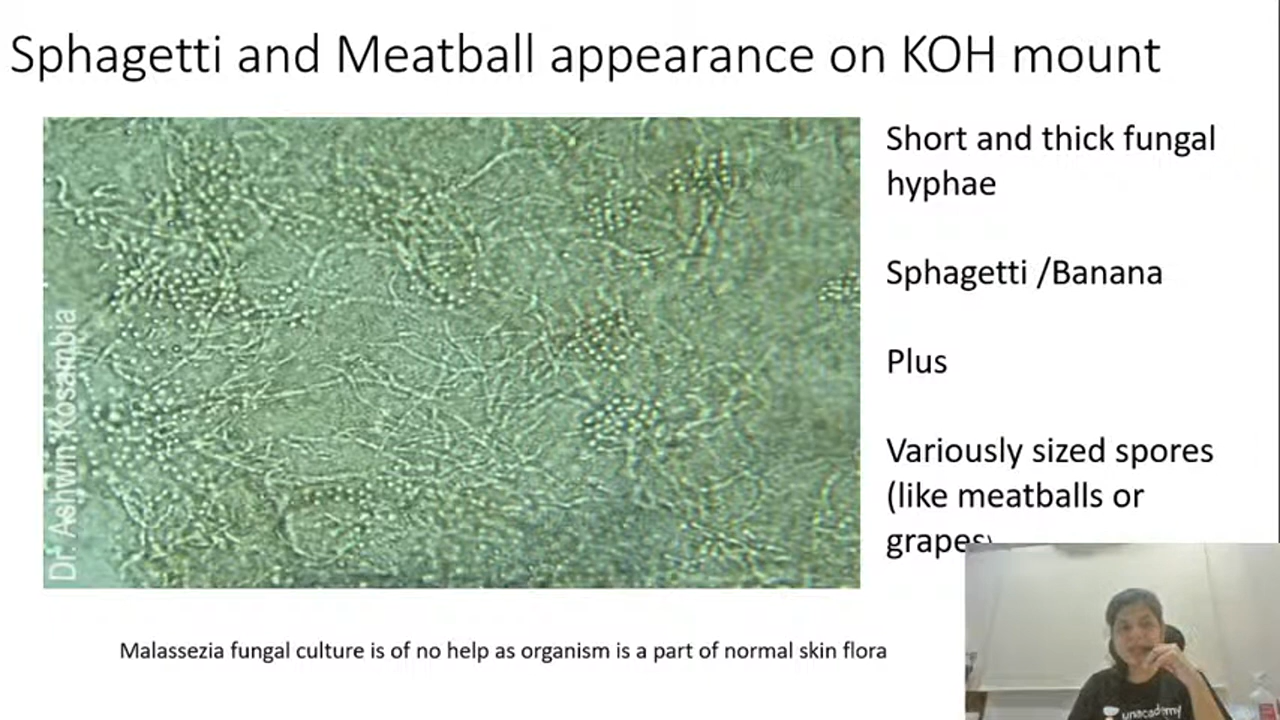 Sphagetti and Meatball appearance on KOH mount
Short and thick fungal
hyphae
Sphagetti /Banana
Plus
Variously sized spores
(like meatballs or
grapes)
Dr. Ashwin Kosambia
Malassezia fungal culture is of no help as organism is a part of normal skin flora
unacademy